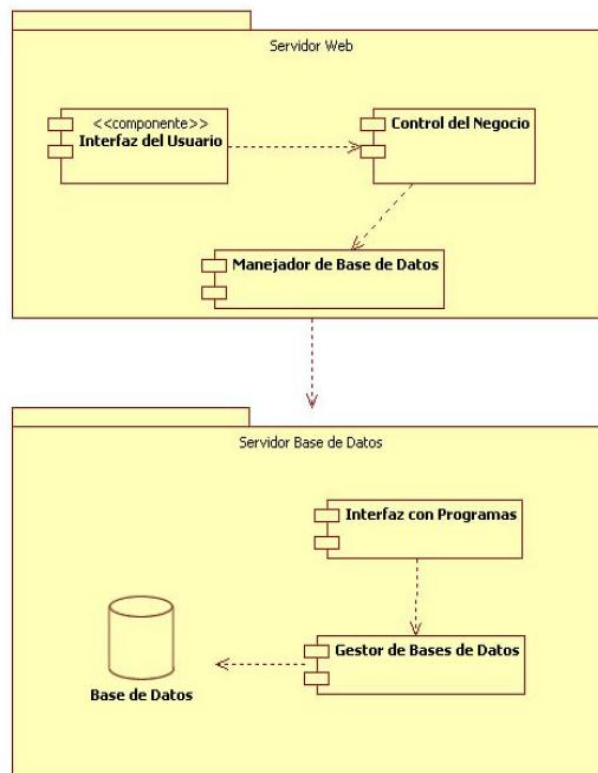 Servidor Web
<<componente>>
Interfaz del Usuario
Control del Negocio
Manejador de Base de Datos
Servidor Base de Datos
Interfaz con Programas
Gestor de Bases de Datos
Base de Datos